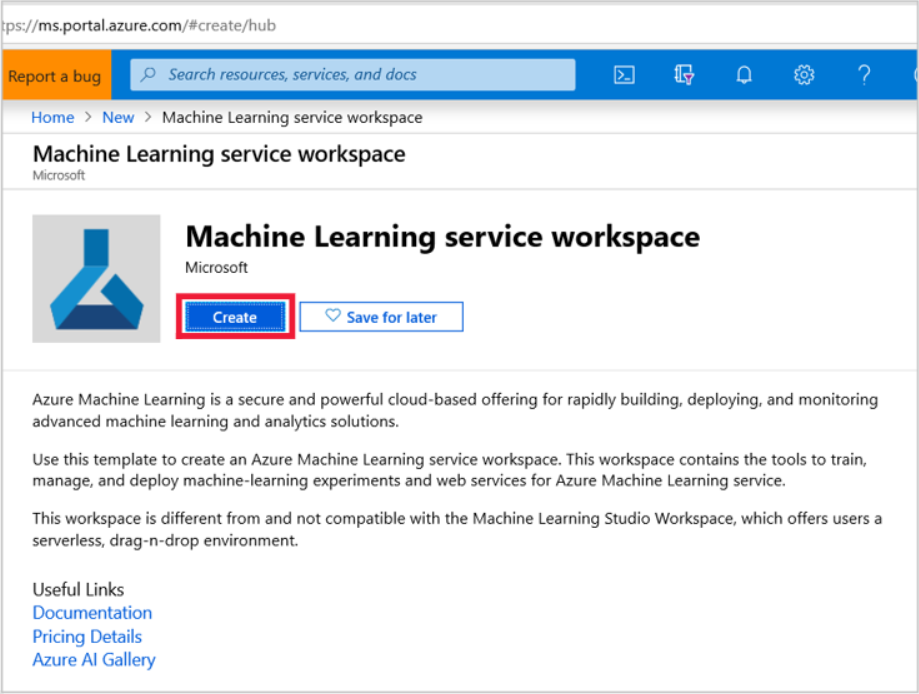 tps://ms.portal.azure.com/#create/hub
Report a bug
Search resources, services, and docs
?
Home > New > Machine Learning service workspace
Machine Learning service workspace
Microsoft
Machine Learning service workspace
Microsoft
Create
Save for later
Azure Machine Learning is a secure and powerful cloud-based offering for rapidly building, deploying, and monitoring
advanced machine learning and analytics solutions.
Use this template to create an Azure Machine Learning service workspace. This workspace contains the tools to train,
manage, and deploy machine-learning experiments and web services for Azure Machine Learning service.
This workspace is different from and not compatible with the Machine Learning Studio Workspace, which offers users a
serverless, drag-n-drop environment.
Useful Links
Documentation
Pricing Details
Azure AI Gallery